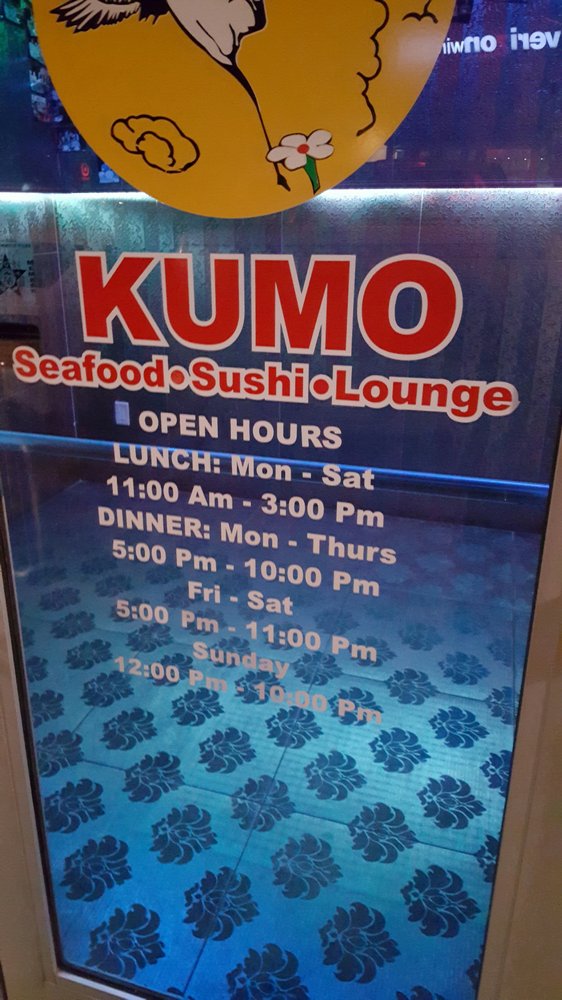 verizonwir
KUMO
Seafood•Sushi•Lounge
OPEN HOURS
LUNCH: Mon - Sat
11:00 Am - 3:00 Pm
DINNER: Mon - Thurs
5:00 Pm - 10:00 Pm
Fri - Sat
5:00 Pm - 11:00 Pm
Sunday
12:00 Pm - 10:00 Pm